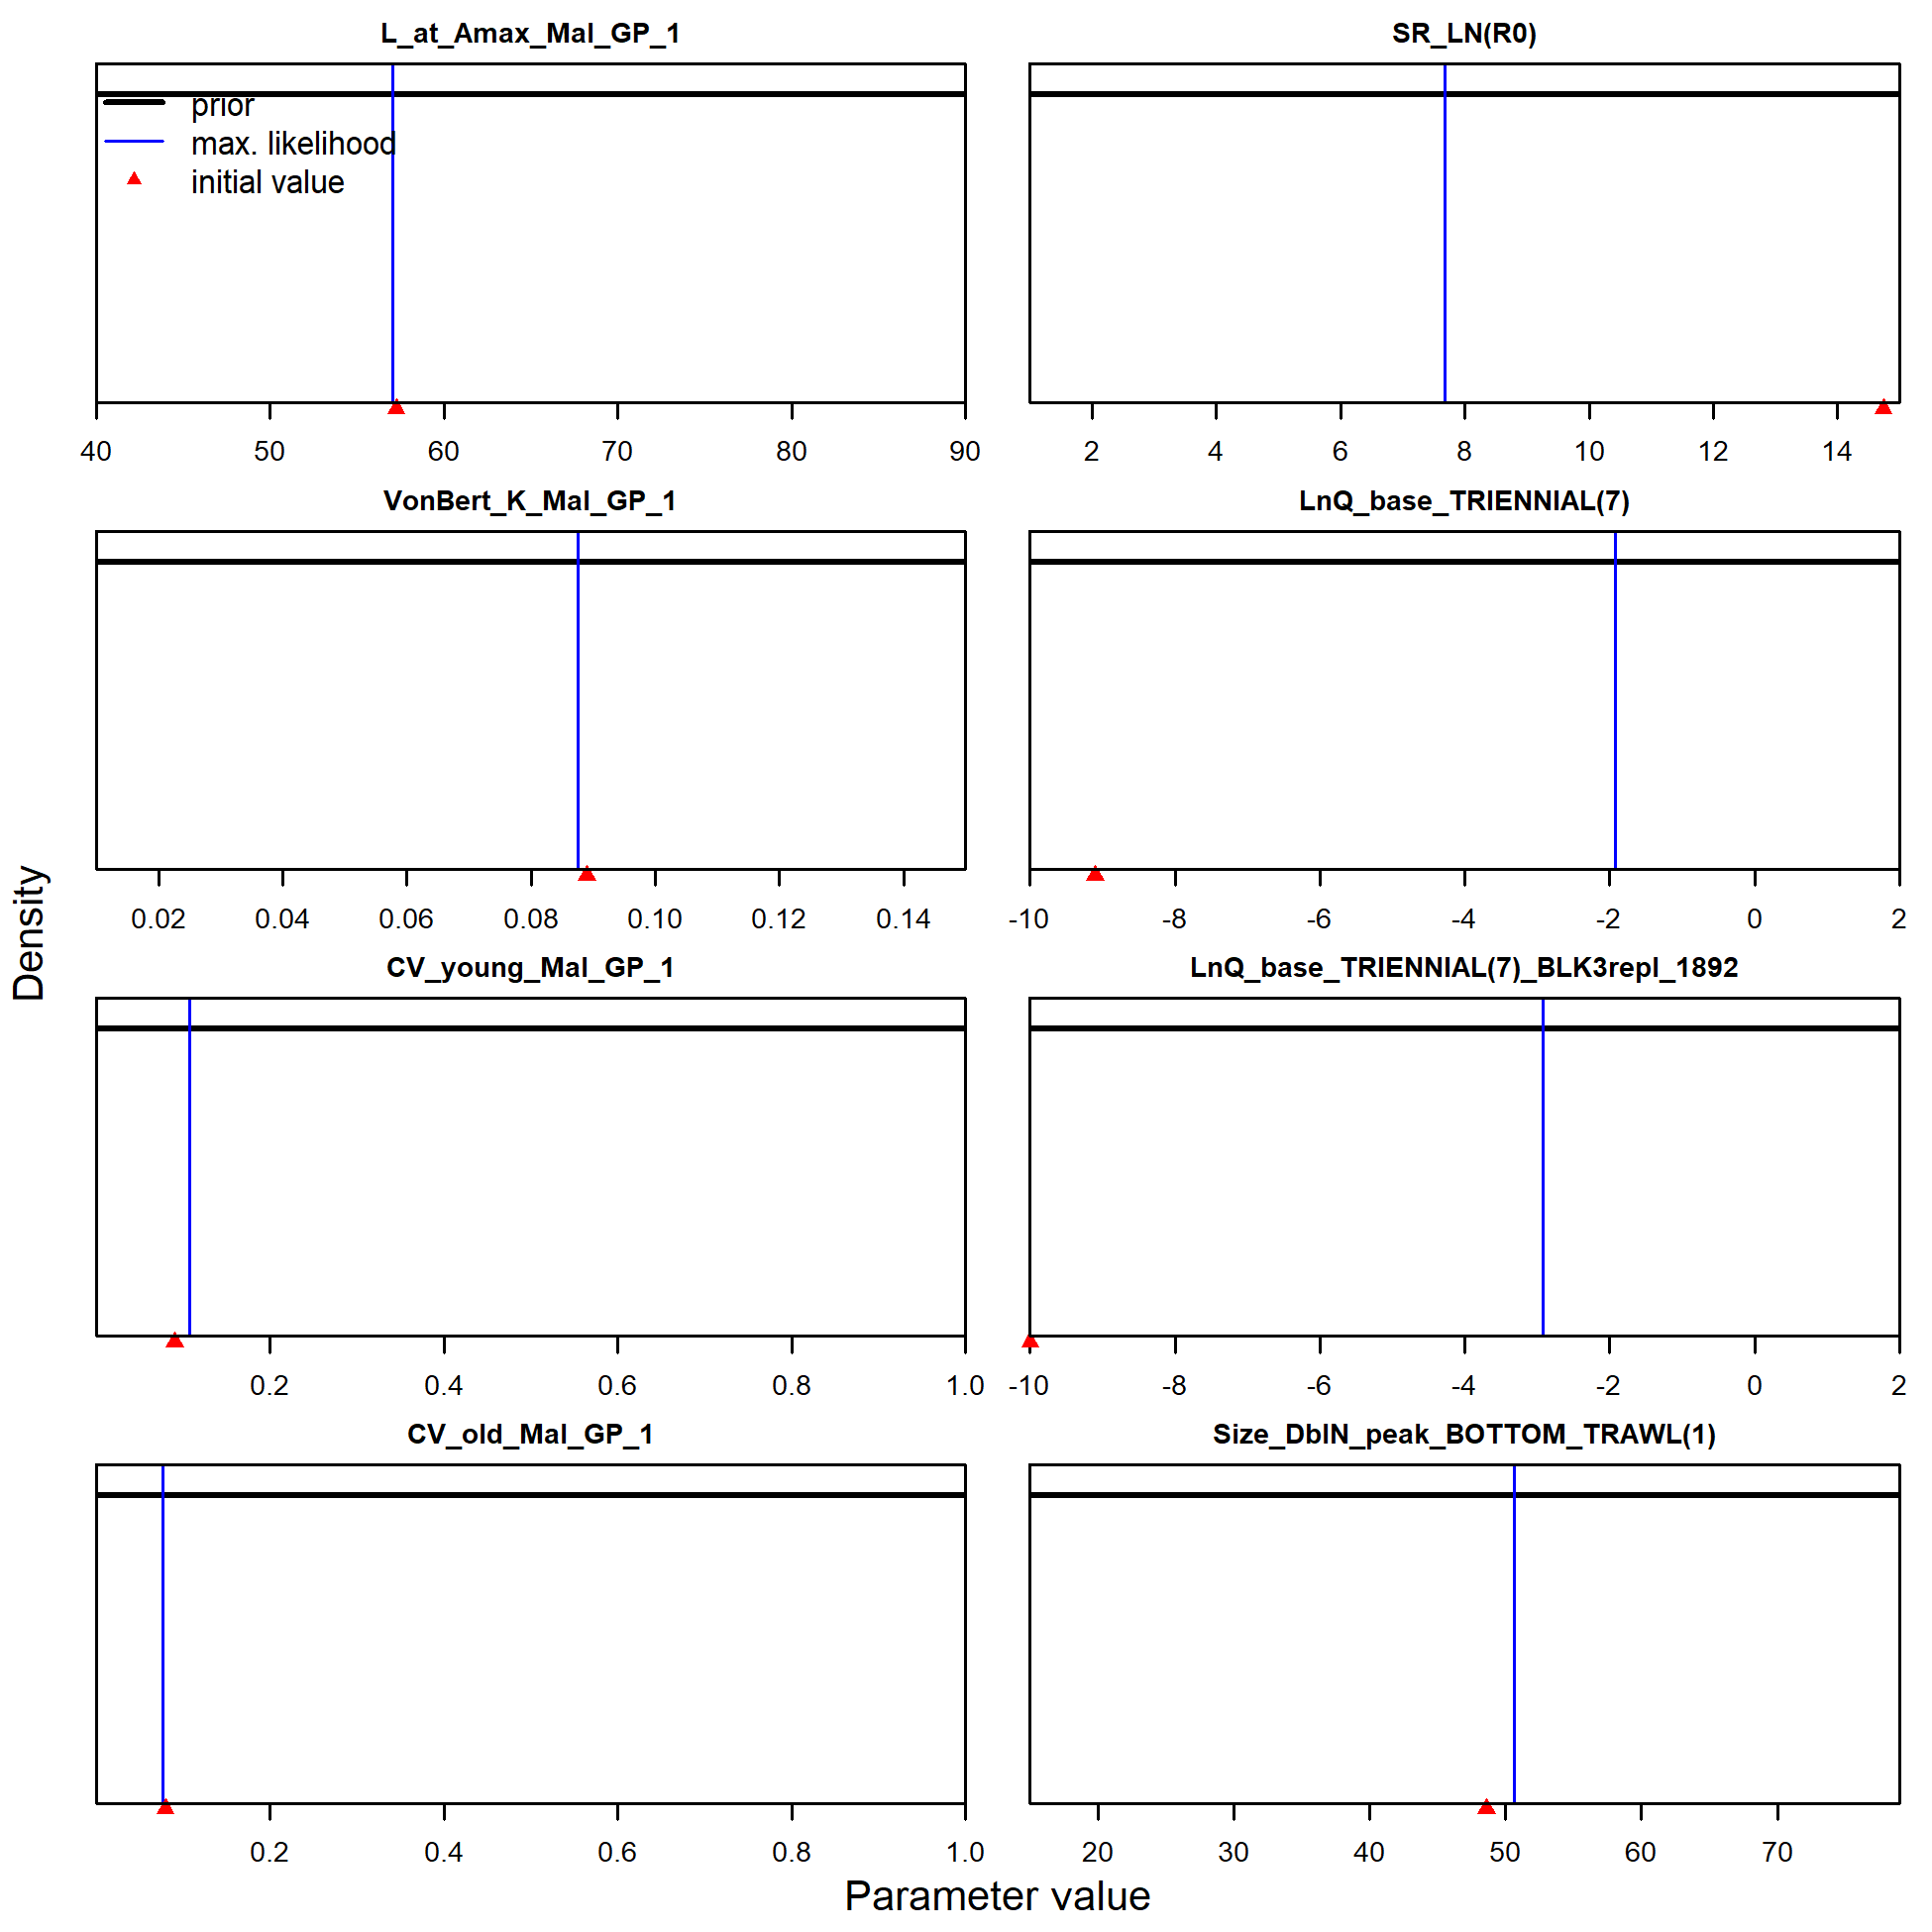 L_at_Amax_Mal_GP_1
prior
max. likelihood
initial value
40 50 60 70 80 90
SR_LN(R0)
2 4 6 8 10 12 14
VonBert_K_Mal_GP_1
0.02 0.04 0.06 0.08 0.10 0.12 0.14
LnQ_base_TRIENNIAL(7)
-10 -8 -6 -4 -2 0 2
CV_young_Mal_GP_1
0.2 0.4 0.6 0.8 1.0
LnQ_base_TRIENNIAL(7)_BLK3repl_1892
-10 -8 -6 -4 -2 0 2
CV_old_Mal_GP_1
0.2 0.4 0.6 0.8 1.0
Size_DblN_peak_BOTTOM_TRAWL(1)
20 30 40 50 60 70
Density
Parameter value